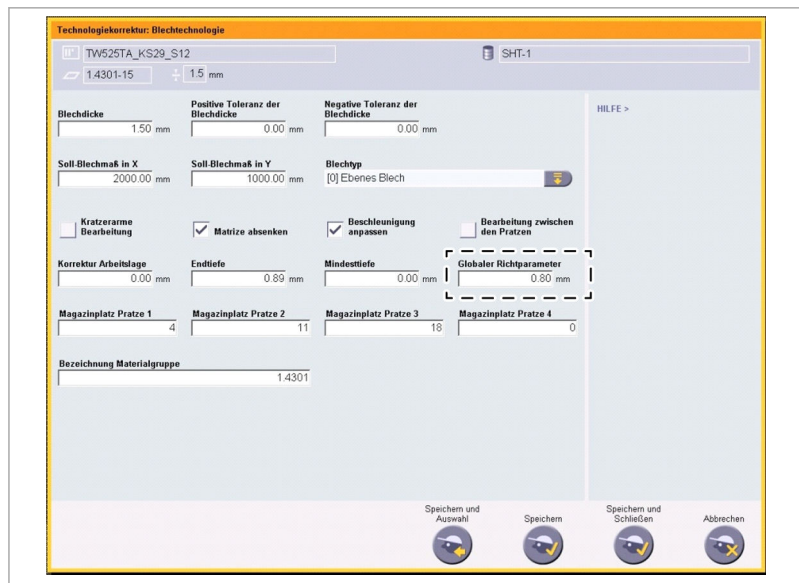 Technologiekorrektur: Blechtechnologie
TW525TA_KS29_S12
SHT-1
1.4301-15
1.5 mm
HILFE >
Blechdicke
1.50 mm
Positive Toleranz der Blechdicke
0.00 mm
Negative Toleranz der Blechdicke
0.00 mm
Soll-Blechmaß in X
2000.00 mm
Soll-Blechmaß in Y
1000.00 mm
Blechtyp
[0] Ebenes Blech
Kratzerarme Bearbeitung
Matrize absenken
Beschleunigung anpassen
Bearbeitung zwischen den Pratzen
Korrektur Arbeitslage
0.00 mm
Endtiefe
0.89 mm
Mindesttiefe
0.00 mm
Globaler Richtparameter
0.80 mm
Magazinplatz Pratze 1
4
Magazinplatz Pratze 2
11
Magazinplatz Pratze 3
18
Magazinplatz Pratze 4
0
Bezeichnung Materialgruppe
1.4301
Speichern und Auswahl
Speichern
Speichern und Schließen
Abbrechen